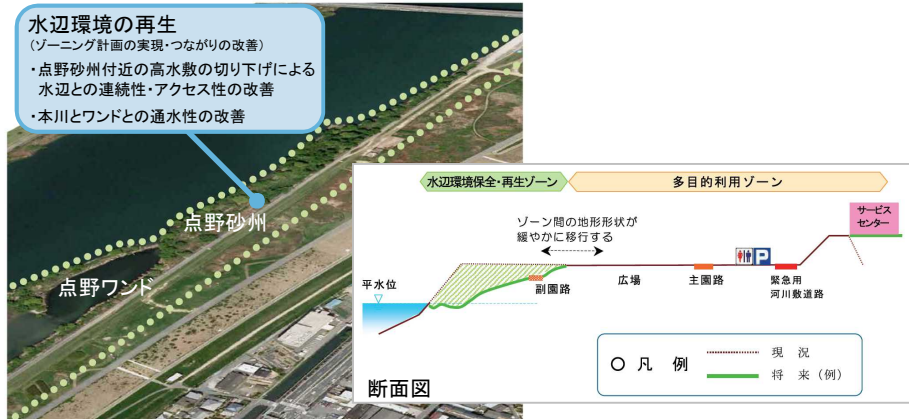 水辺環境の再生
(ゾーニング計画の実現・つながりの改善)
・点野砂州付近の高水敷の切り下げによる
水辺との連続性・アクセス性の改善
・本川とワンドとの通水性の改善
点野砂州
点野ワンド
水辺環境保全・再生ゾーン
多目的利用ゾーン
ゾーン間の地形形状が
緩やかに移行する
サービス
センター
平水位
副園路
広場
主園路
P
緊急用
河川敷道路
断面図
○ 凡 例
現 況
将 来 (例)